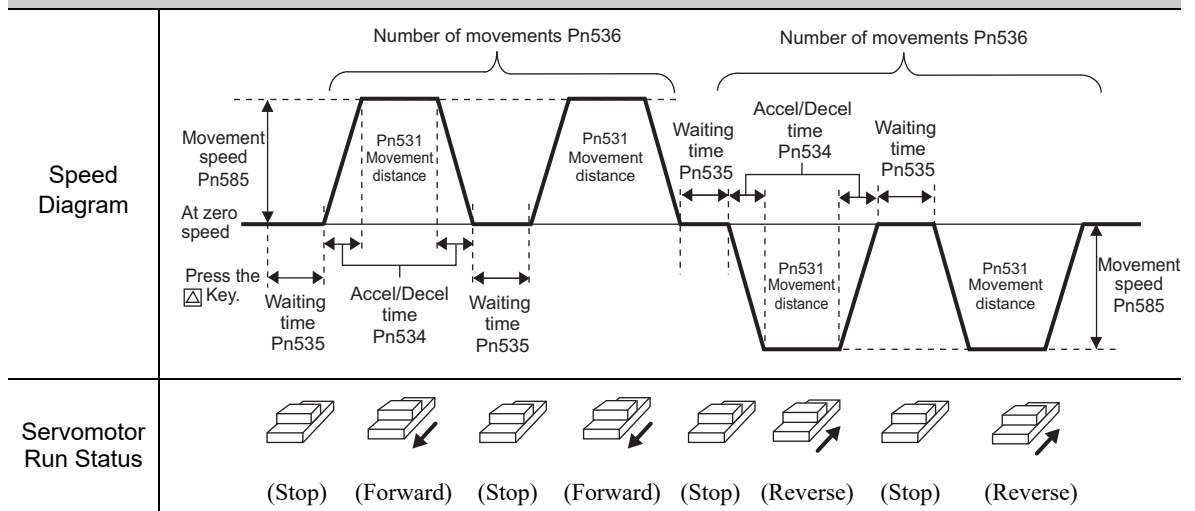 Number of movements Pn536
Number of movements Pn536
Speed
Diagram
Movement
speed
Pn585
At zero
speed
Press the
△ Key.
Waiting
time
Pn535
Pn531
Movement
distance
Accel/Decel
time
Pn534
Waiting
time
Pn535
Pn531
Movement
distance
Waiting
time
Pn535
Accel/Decel
time
Pn534
Waiting
time
Pn535
Pn531
Movement
distance
Pn531
Movement
distance
Movement
speed
Pn585
Servomotor
Run Status
(Stop) (Forward) (Stop) (Forward) (Stop) (Reverse) (Stop) (Reverse)